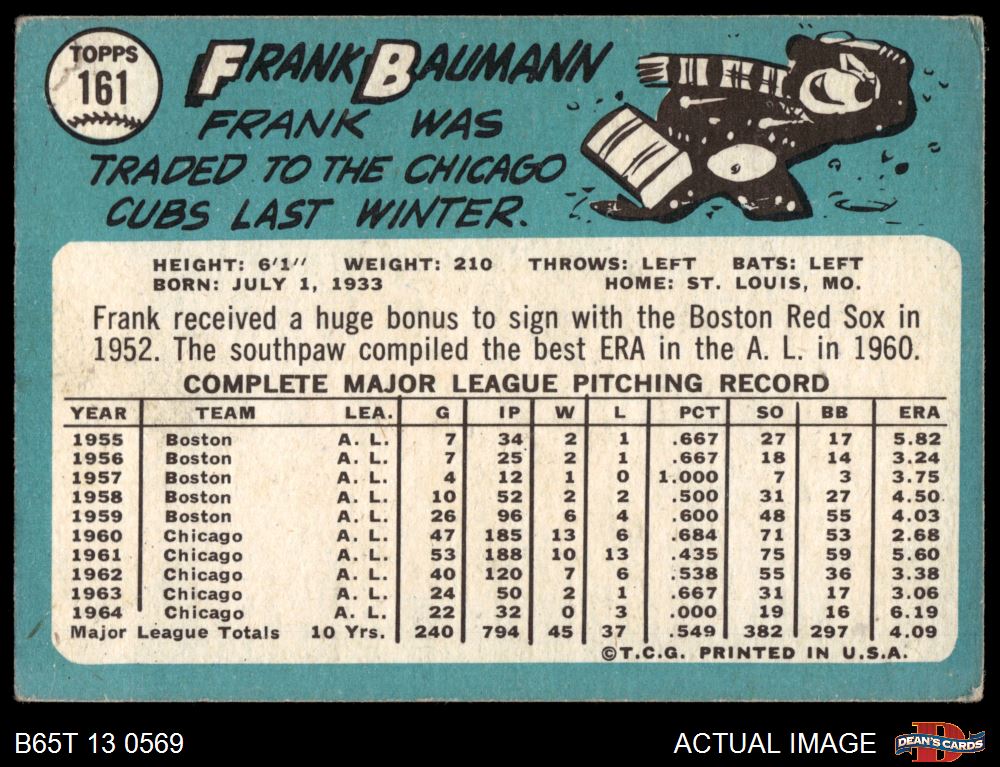 TOPPS
161
FRANK BAUMANN
FRANK WAS
TRADED TO THE CHICAGO
CUBS LAST WINTER.
HEIGHT: 6'1" WEIGHT: 210 THROWS: LEFT BATS: LEFT
BORN: JULY 1, 1933 HOME: ST. LOUIS, MO.
Frank received a huge bonus to sign with the Boston Red Sox in
1952. The southpaw compiled the best ERA in the A. L. in 1960.
COMPLETE MAJOR LEAGUE PITCHING RECORD
YEAR TEAM LEA. G IP W L PCT SO BB ERA
1955 Boston A. L. 7 34 2 1 .667 27 17 5.82
1956 Boston A. L. 7 25 2 1 .667 18 14 3.24
1957 Boston A. L. 4 12 1 0 1.000 7 3 3.75
1958 Boston A. L. 10 52 2 2 .500 31 27 4.50
1959 Boston A. L. 26 96 6 4 .600 48 55 4.03
1960 Chicago A. L. 47 185 13 6 .684 71 53 2.68
1961 Chicago A. L. 53 188 10 13 .435 75 59 5.60
1962 Chicago A. L. 40 120 7 6 .538 55 36 3.38
1963 Chicago A. L. 24 50 2 1 .667 31 17 3.06
1964 Chicago A. L. 22 32 0 3 .000 19 16 6.19
Major League Totals 10 Yrs. 240 794 45 37 .549 382 297 4.09
©T.C.G. PRINTED IN U.S.A.
B65T 13 0569
ACTUAL IMAGE
D
DEAN'S CARDS